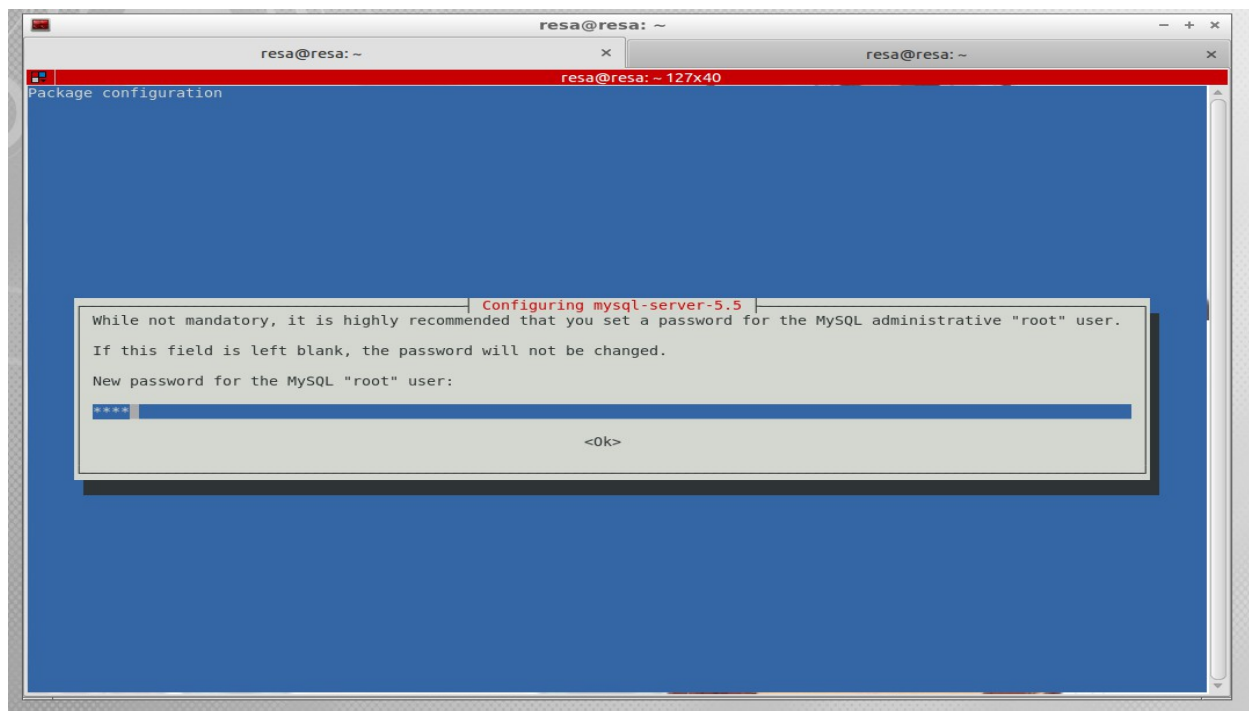 resa@resa: ~
resa@resa: ~
resa@resa: ~
resa@resa: ~ 127x40
Package configuration
Configuring mysql-server-5.5
While not mandatory, it is highly recommended that you set a password for the MySQL administrative "root" user.
If this field is left blank, the password will not be changed.
New password for the MySQL "root" user:
****
<Ok>